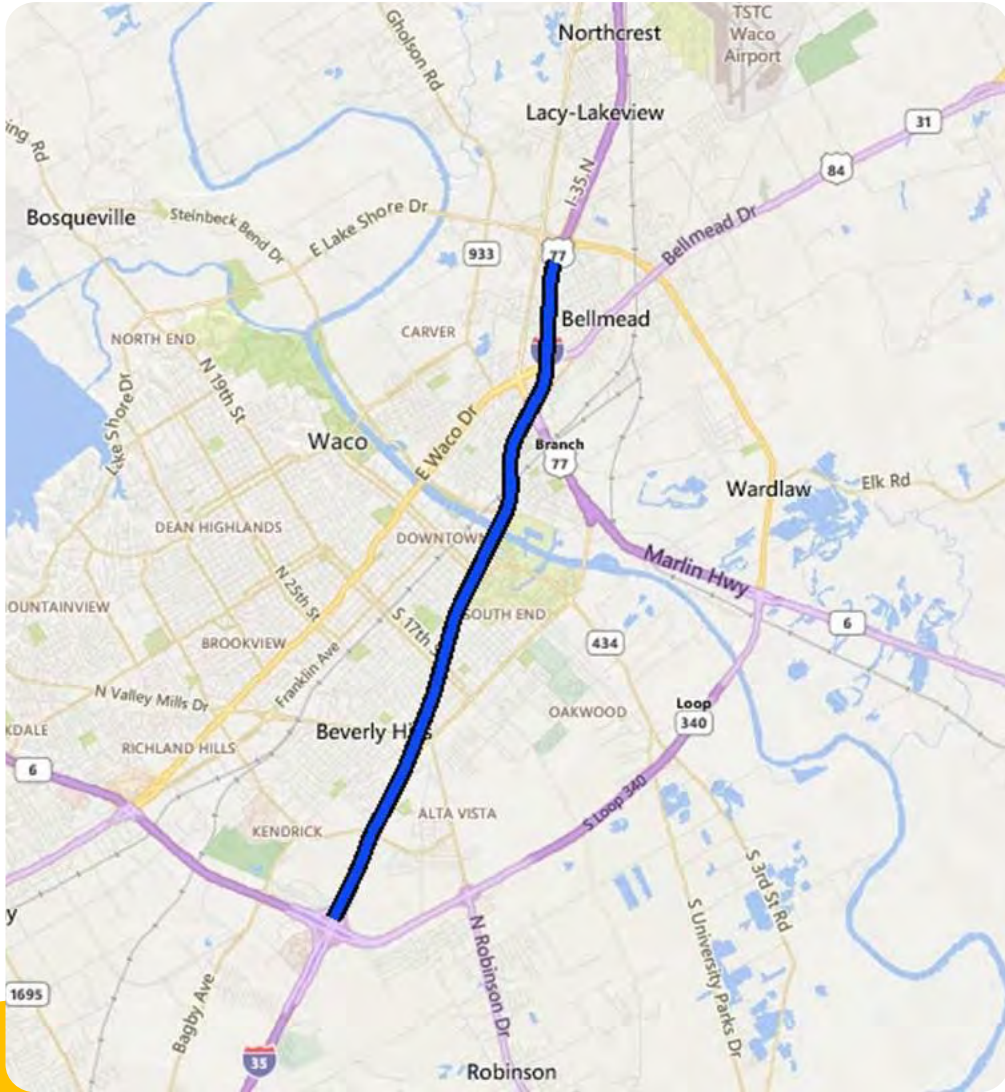 TSTC
Waco
Airport
Northcrest
Gholson Rd
Lacy-Lakeview
31
84
I-35 N
ing Rd
Bosqueville
Steinbeck Bend Dr
E Lake Shore Dr
933
77
Bellmead Dr
Bellmead
CARVER
NORTH END
N 19th St
Lake Shore Dr
Waco
E Waco Dr
Branch
77
Wardlaw
Elk Rd
DEAN HIGHLANDS
DOWNTOWN
Marlin Hwy
N 25th St
OUNTAINVIEW
SOUTH END
S 17th
6
BROOKVIEW
434
Franklin Ave
N Valley Mills Dr
OAKWOOD
Loop
340
KDALE
Beverly Hills
RICHLAND HILLS
6
S Loop 340
ALTA VISTA
KENDRICK
S 3rd St Rd
y
N Robinson Dr
S University Parks Dr
1695
Bagby Ave
35
Robinson